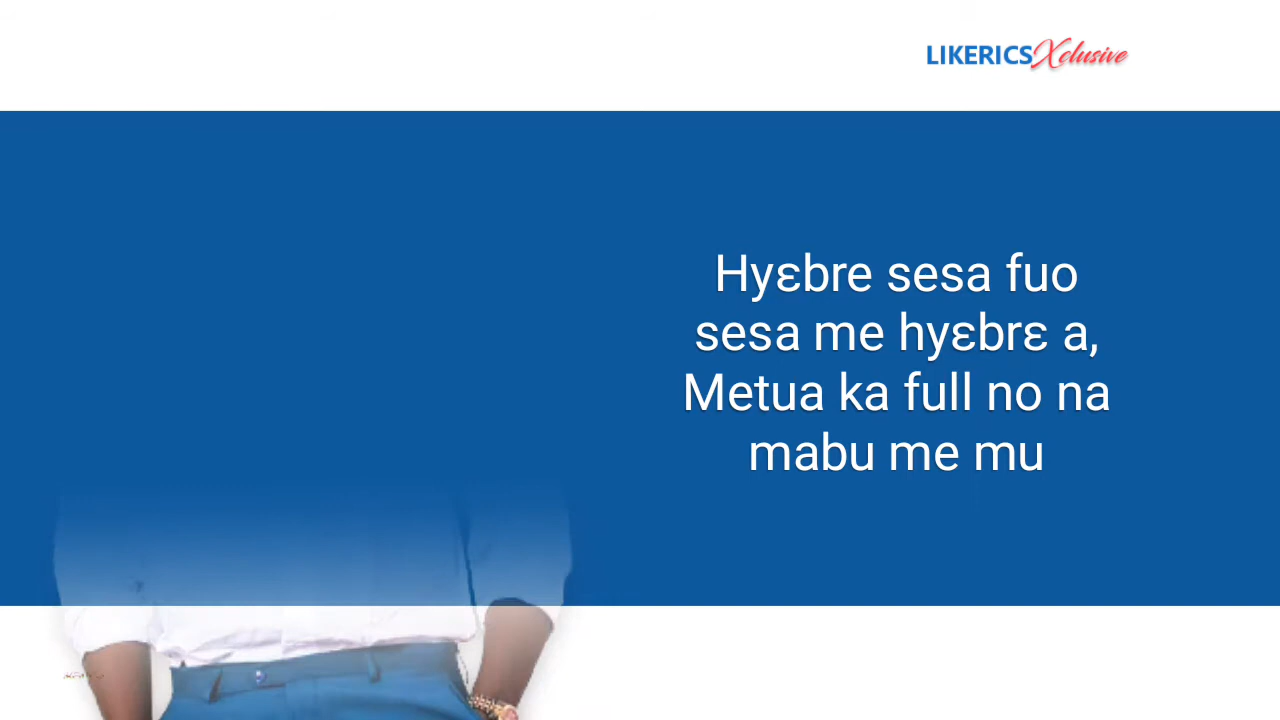 LIKERICSXclusive
Hyɛbre sesa fuo
sesa me hyɛbrɛ a,
Metua ka full no na
mabu me mu